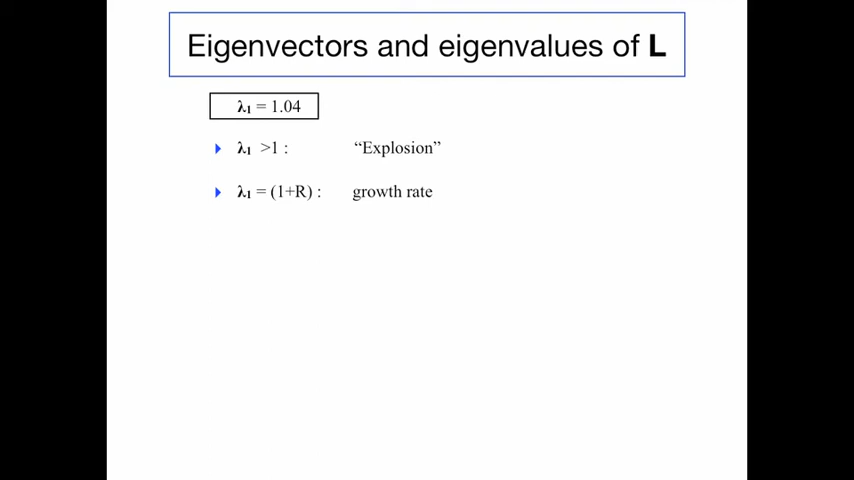 Eigenvectors and eigenvalues of L
λ₁ = 1.04
λ₁ >1 : “Explosion”
λ₁ = (1+R) : growth rate